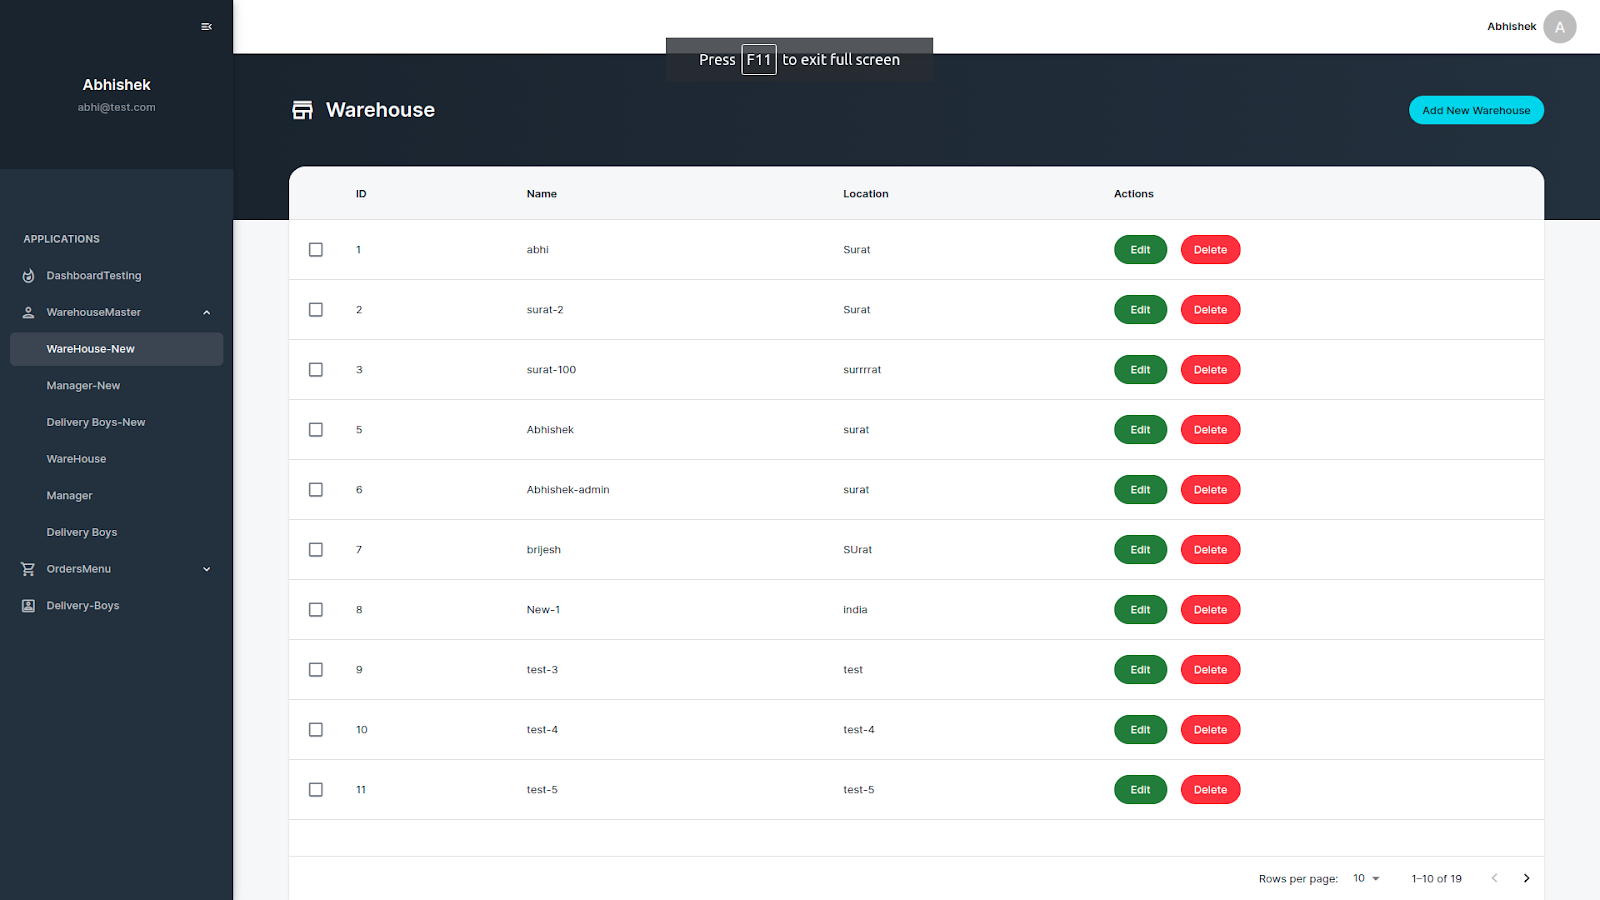 Abhishek
A
Press F11 to exit full screen
Abhishek
abhi@test.com
APPLICATIONS
DashboardTesting
WarehouseMaster
WareHouse-New
Manager-New
Delivery Boys-New
WareHouse
Manager
Delivery Boys
OrdersMenu
Delivery-Boys
Warehouse
Add New Warehouse
ID Name Location Actions
1 abhi Surat Edit Delete
2 surat-2 Surat Edit Delete
3 surat-100 surrrrat Edit Delete
5 Abhishek surat Edit Delete
6 Abhishek-admin surat Edit Delete
7 brijesh SUrat Edit Delete
8 New-1 india Edit Delete
9 test-3 test Edit Delete
10 test-4 test-4 Edit Delete
11 test-5 test-5 Edit Delete
Rows per page: 10 1–10 of 19